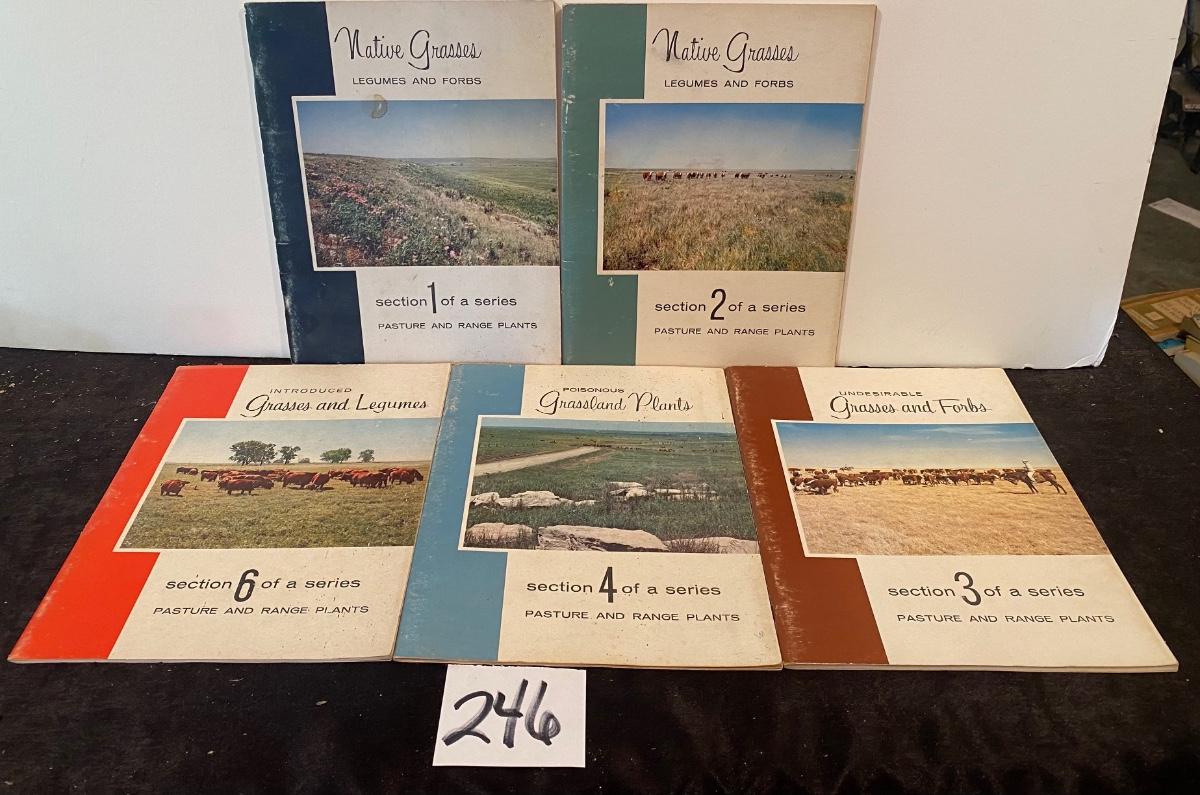 Native Grasses
LEGUMES AND FORBS
section 1 of a series
PASTURE AND RANGE PLANTS
Native Grasses
LEGUMES AND FORBS
section 2 of a series
PASTURE AND RANGE PLANTS
INTRODUCED
Grasses and Legumes
section 6 of a series
PASTURE AND RANGE PLANTS
POISONOUS
Grassland Plants
section 4 of a series
PASTURE AND RANGE PLANTS
UNDESIRABLE
Grasses and Forbs
section 3 of a series
PASTURE AND RANGE PLANTS
246